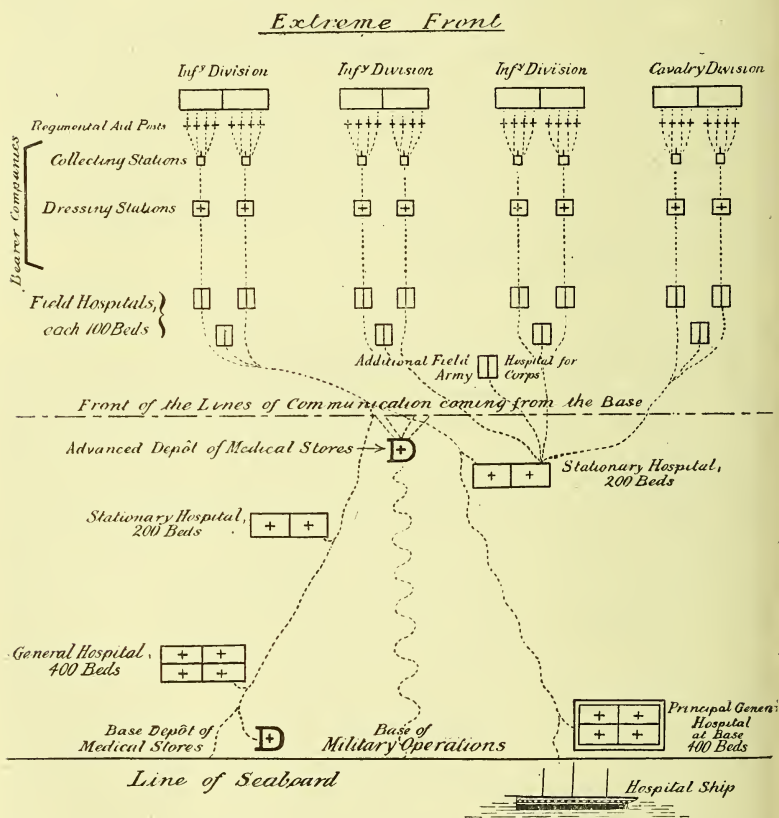 Extreme Front
Infy Division
Infy Division
Infy Division
Cavalry Division
Regimental Aid Posts
Bearer Companies
Collecting Stations
Dressing Stations
Field Hospitals,
each 100 Beds
Additional Field Hospital for
Army Corps
Front of the Lines of Communication coming from the Base
Advanced Depôt of Medical Stores
D
Stationary Hospital,
200 Beds
Stationary Hospital,
200 Beds
General Hospital,
400 Beds
Base Depôt of
Medical Stores
D
Base of
Military Operations
Principal Genera
Hospital
at Base
400 Beds
Line of Seaboard
Hospital Ship